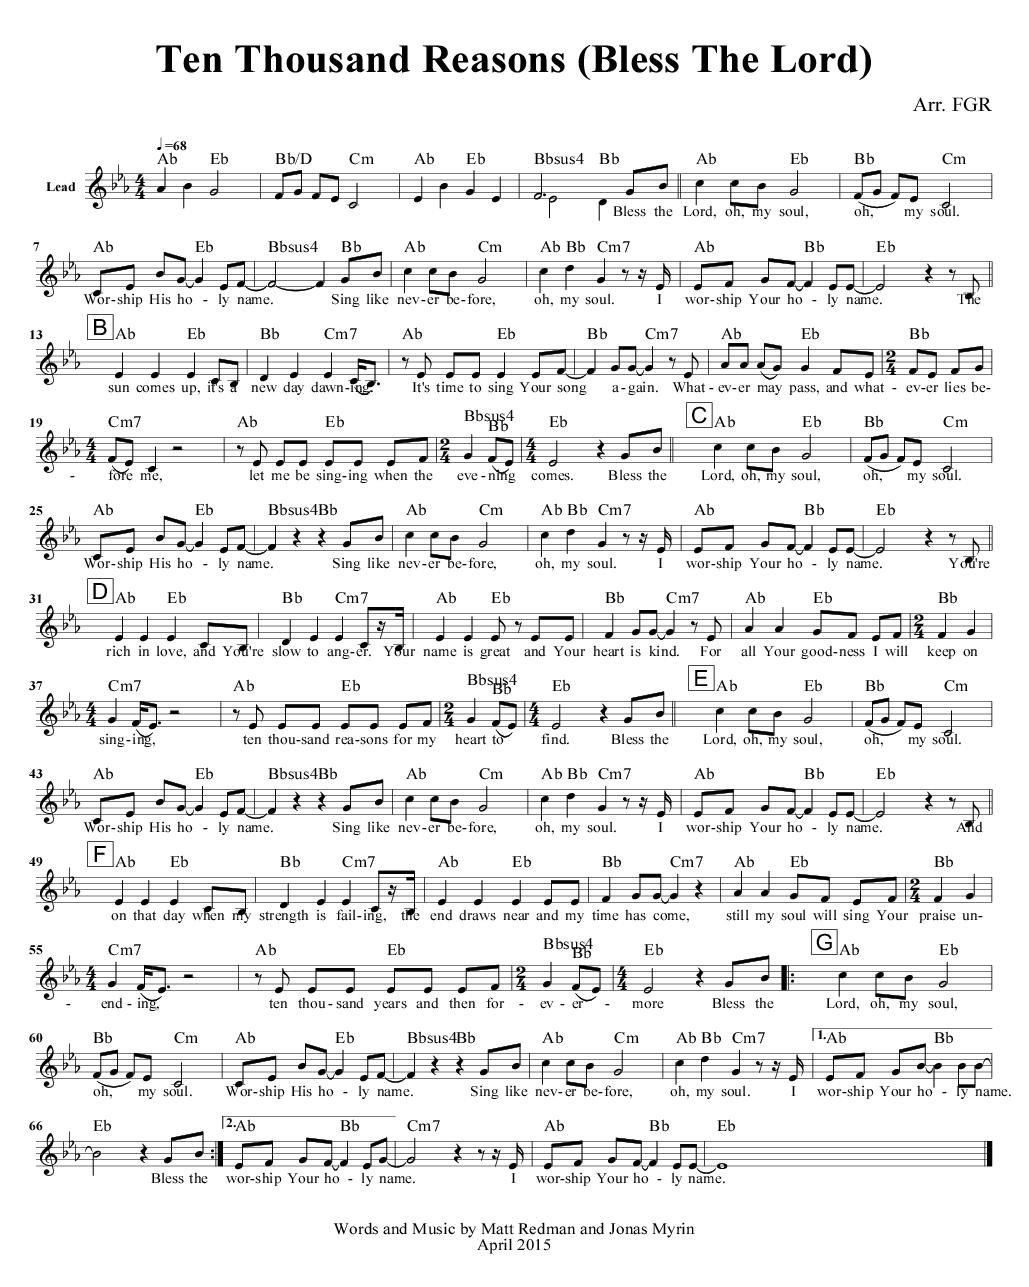 Ten Thousand Reasons (Bless The Lord)
Arr. FGR
♩=68
Ab Eb Bb/D Cm Ab Eb Bbsus4 Bb Ab Eb Bb Cm
Lead
Bless the Lord, oh, my soul, oh, my soul.
7
Ab Eb Bbsus4 Bb Ab Cm Ab Bb Cm7 Ab Bb Eb
Wor-ship His ho - ly name. Sing like nev-er be-fore, oh, my soul. I wor-ship Your ho - ly name. The
13 B
Ab Eb Bb Cm7 Ab Eb Bb Cm7 Ab Eb Bb
sun comes up, it's a new day dawn-ing. It's time to sing Your song a-gain. What-ev-er may pass, and what-ev-er lies be-
19
Cm7 Ab Eb Bbsus4 Bb Eb C Ab Eb Bb Cm
- fore me, let me be sing-ing when the eve-ning comes. Bless the Lord, oh, my soul, oh, my soul.
25
Ab Eb Bbsus4Bb Ab Cm Ab Bb Cm7 Ab Bb Eb
Wor-ship His ho - ly name. Sing like nev-er be-fore, oh, my soul. I wor-ship Your ho - ly name. You're
31 D
Ab Eb Bb Cm7 Ab Eb Bb Cm7 Ab Eb Bb
rich in love, and You're slow to ang-er. Your name is great and Your heart is kind. For all Your good-ness I will keep on
37
Cm7 Ab Eb Bbsus4 Bb Eb E Ab Eb Bb Cm
sing-ing, ten thou-sand rea-sons for my heart to find. Bless the Lord, oh, my soul, oh, my soul.
43
Ab Eb Bbsus4Bb Ab Cm Ab Bb Cm7 Ab Bb Eb
Wor-ship His ho - ly name. Sing like nev-er be-fore, oh, my soul. I wor-ship Your ho - ly name. And
49 F
Ab Eb Bb Cm7 Ab Eb Bb Cm7 Ab Eb Bb
on that day when my strength is fail-ing, the end draws near and my time has come, still my soul will sing Your praise un-
55
Cm7 Ab Eb Bbsus4 Bb Eb G Ab Eb
- end-ing, ten thou-sand years and then for - ev - er - more Bless the Lord, oh, my soul,
60
Bb Cm Ab Eb Bbsus4Bb Ab Cm Ab Bb Cm7 1. Ab Bb
oh, my soul. Wor-ship His ho - ly name. Sing like nev-er be-fore, oh, my soul. I wor-ship Your ho - ly name.
66
Eb 2. Ab Bb Cm7 Ab Bb Eb
Bless the wor-ship Your ho - ly name. I wor-ship Your ho - ly name.
Words and Music by Matt Redman and Jonas Myrin
April 2015